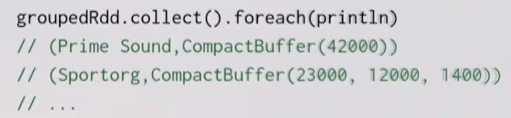 groupedRdd.collect().foreach(println)
// (Prime Sound,CompactBuffer(42000))
// (Sportorg,CompactBuffer(23000, 12000, 1400))
// ...